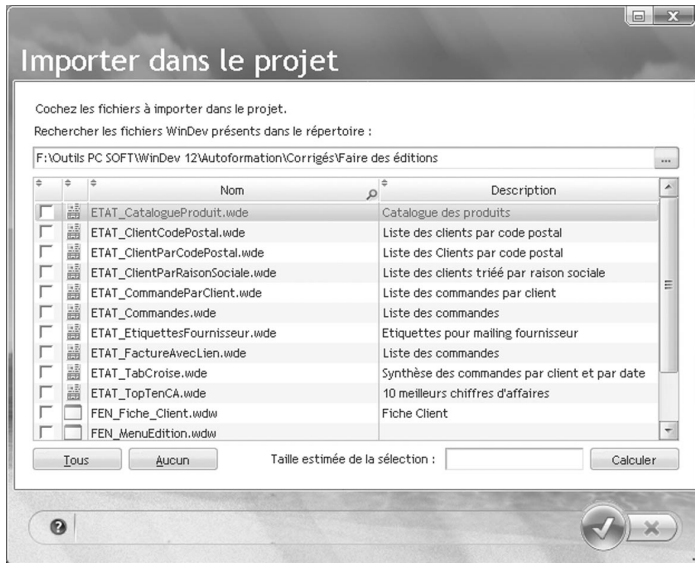 Importer dans le projet
Cochez les fichiers à importer dans le projet.
Rechercher les fichiers WinDev présents dans le répertoire :
F:\Outils PC SOFT\WinDev 12\Autoformation\Corrigés\Faire des éditions ...
Nom Description
ETAT_CatalogueProduit.wde Catalogue des produits
ETAT_ClientCodePostal.wde Liste des clients par code postal
ETAT_ClientParCodePostal.wde Liste des Clients par code postal
ETAT_ClientParRaisonSociale.wde Liste des clients triéé par raison sociale
ETAT_CommandeParClient.wde Liste des commandes par client
ETAT_Commandes.wde Liste des commandes
ETAT_EtiquettesFournisseur.wde Etiquettes pour mailing fournisseur
ETAT_FactureAvecLien.wde Liste des commandes
ETAT_TabCroise.wde Synthèse des commandes par client et par date
ETAT_TopTenCA.wde 10 meilleurs chiffres d'affaires
FEN_Fiche_Client.wdw Fiche Client
FEN_MenuEdition.wdw
Tous Aucun Taille estimée de la sélection : Calculer